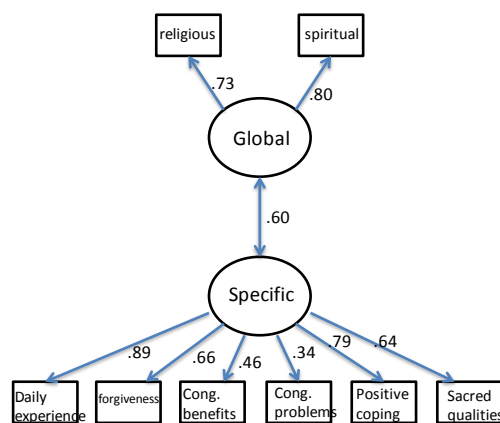 religious
spiritual
.73
.80
Global
.60
Specific
.89
.66
.46
.34
.79
.64
Daily
experience
forgiveness
Cong.
benefits
Cong.
problems
Positive
coping
Sacred
qualities